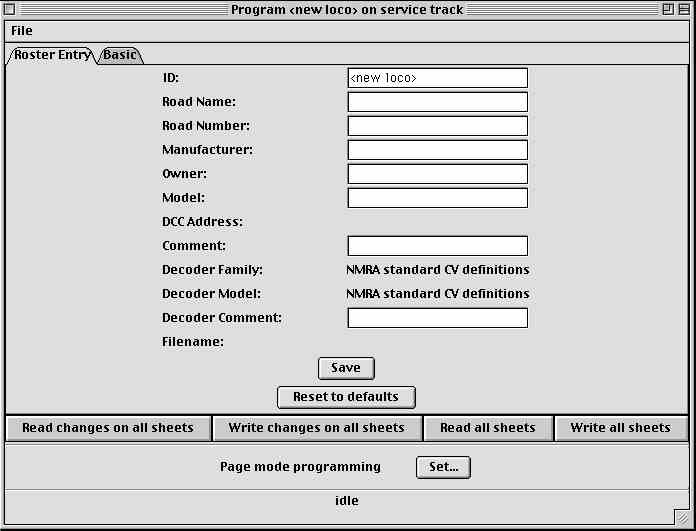 Program <new loco> on service track
File
Roster Entry Basic
ID: <new loco>
Road Name:
Road Number:
Manufacturer:
Owner:
Model:
DCC Address:
Comment:
Decoder Family: NMRA standard CV definitions
Decoder Model: NMRA standard CV definitions
Decoder Comment:
Filename:
Save
Reset to defaults
Read changes on all sheets Write changes on all sheets Read all sheets Write all sheets
Page mode programming Set...
idle